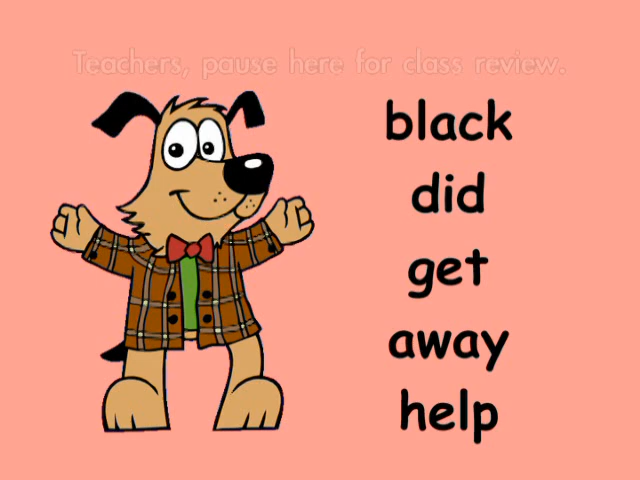 Teachers, pause here for class review.
black
did
get
away
help